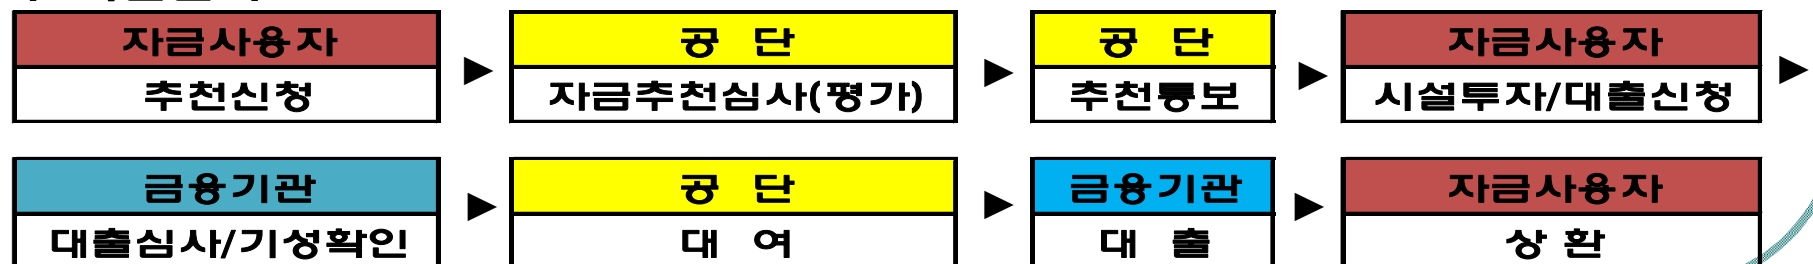 자금사용자 ▶ 공 단 ▶ 공 단 ▶ 자금사용자 ▶
추천신청 자금추천심사(평가) 추천통보 시설투자/대출신청
금융기관 ▶ 공 단 ▶ 금융기관 ▶ 자금사용자
대출심사/기성확인 대 여 대 출 상 환